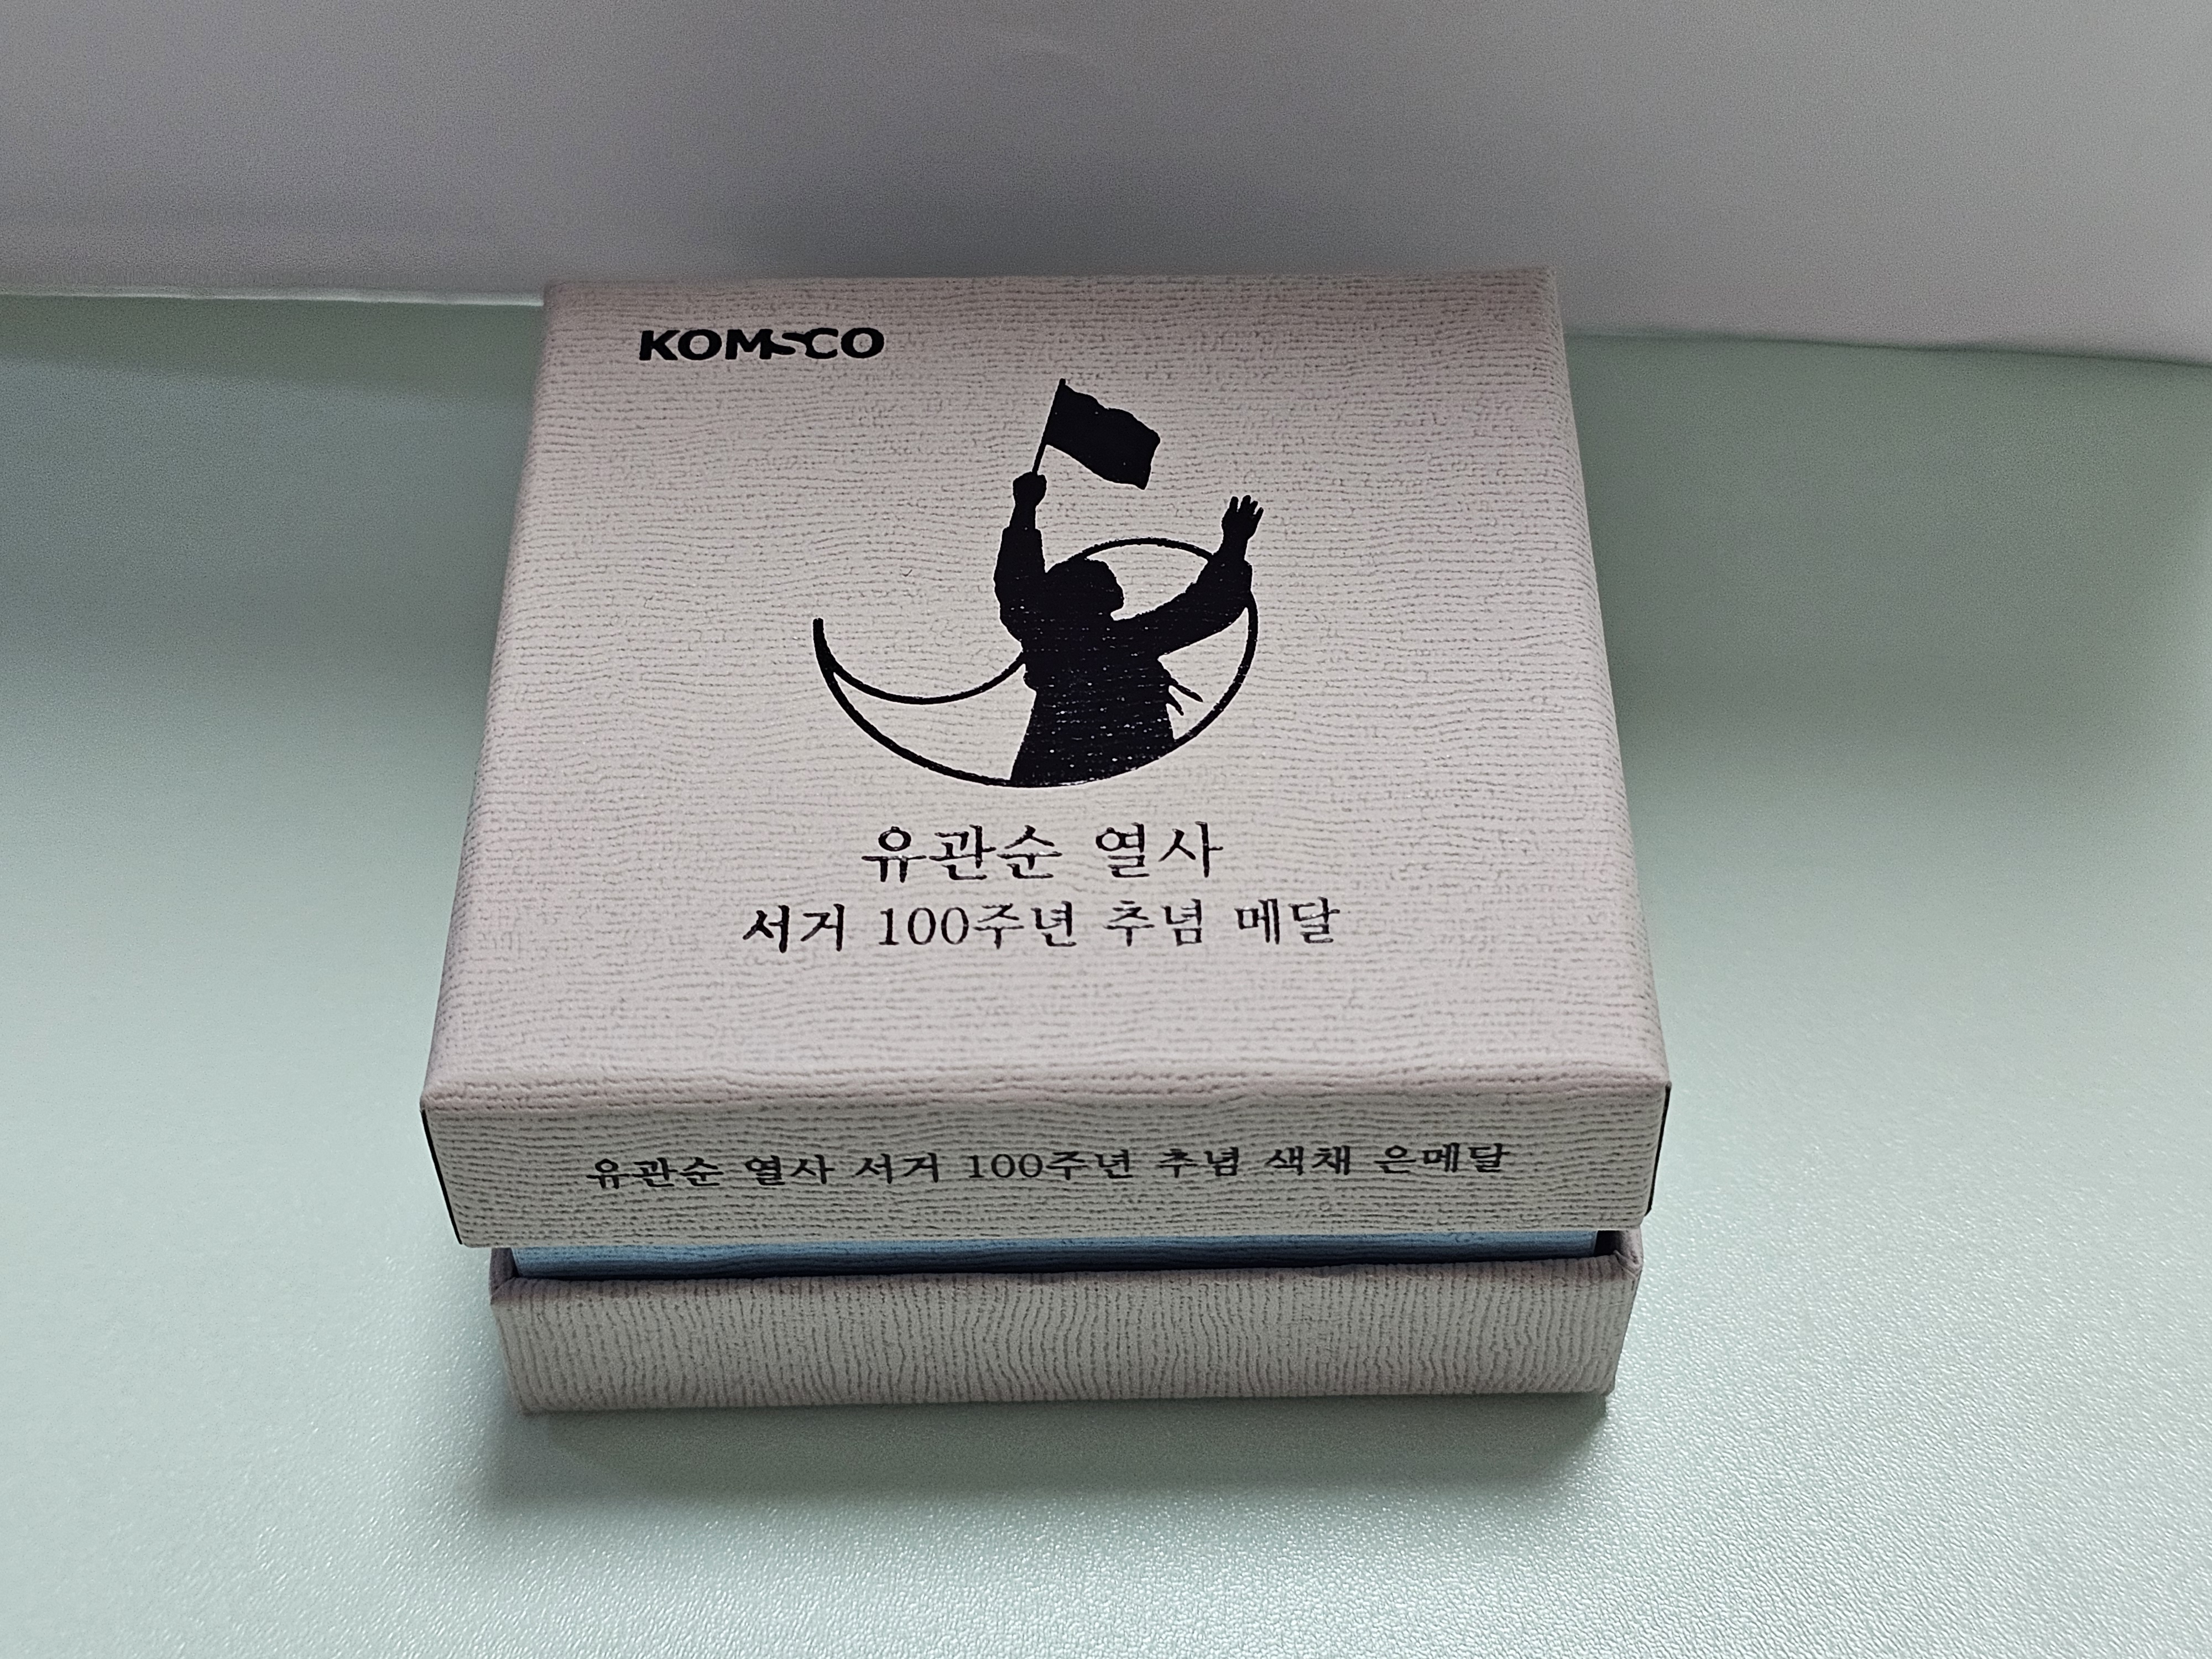 KOMSCO
유관순 열사
서거 100주년 추념 메달
유관순 열사 서거 100주년 추념 색채 은메달